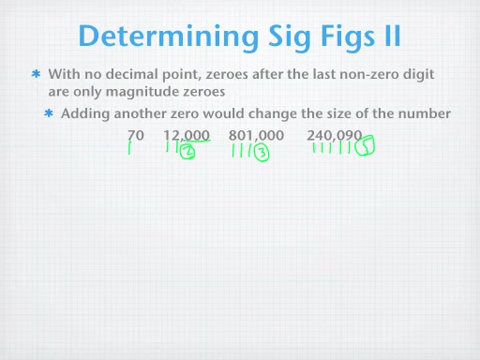 Determining Sig Figs II
With no decimal point, zeroes after the last non-zero digit
are only magnitude zeroes
Adding another zero would change the size of the number
70 12,000 801,000 240,090
2 3 5